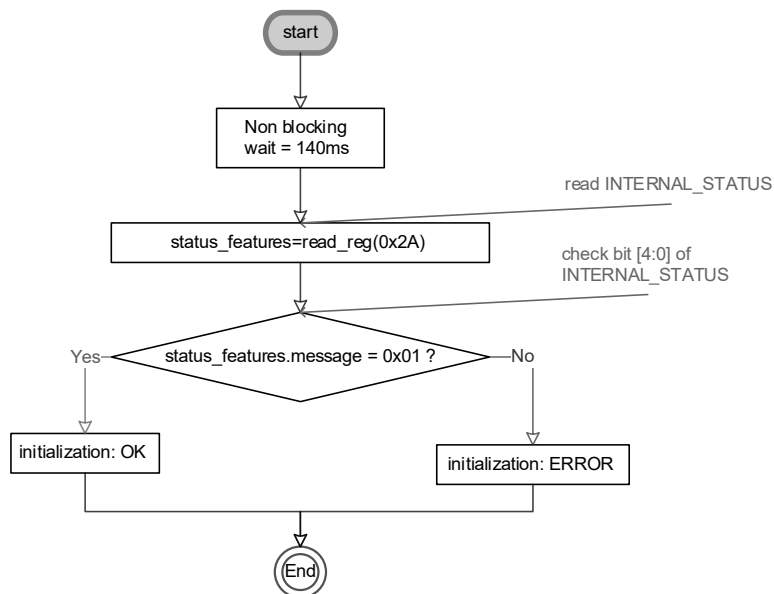 start
Non blocking
wait = 140ms
read INTERNAL_STATUS
status_features=read_reg(0x2A)
check bit [4:0] of
INTERNAL_STATUS
status_features.message = 0x01 ?
Yes
No
initialization: OK
initialization: ERROR
End